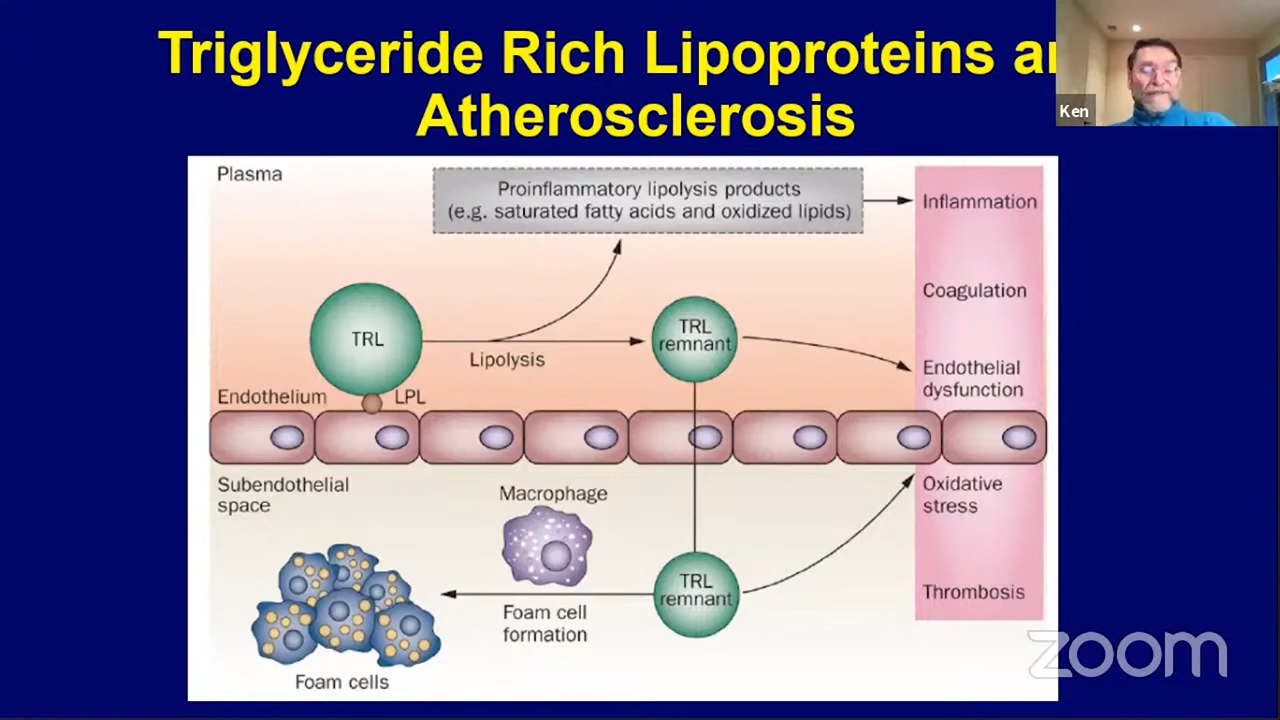 Triglyceride Rich Lipoproteins a
Atherosclerosis
Ken
Plasma
Proinflammatory lipolysis products
(e.g. saturated fatty acids and oxidized lipids)
Inflammation
Coagulation
TRL
TRL
remnant
Lipolysis
Endothelial
dysfunction
Endothelium
LPL
Subendothelial
space
Macrophage
Oxidative
stress
TRL
remnant
Thrombosis
Foam cell
formation
Foam cells
zoom